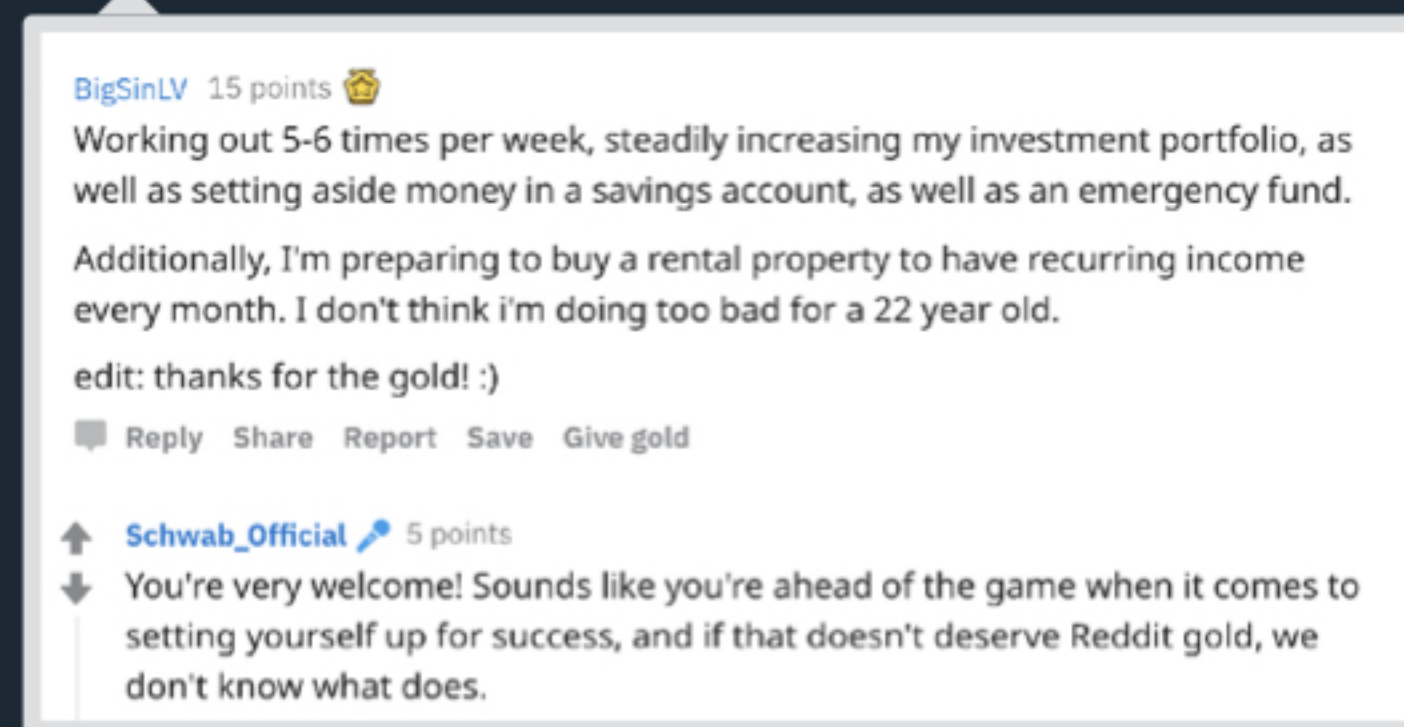 BigSinLV 15 points
Working out 5-6 times per week, steadily increasing my investment portfolio, as
well as setting aside money in a savings account, as well as an emergency fund.
Additionally, I'm preparing to buy a rental property to have recurring income
every month. I don't think i'm doing too bad for a 22 year old.
edit: thanks for the gold! :)
Reply Share Report Save Give gold
Schwab_Official 5 points
You're very welcome! Sounds like you're ahead of the game when it comes to
setting yourself up for success, and if that doesn't deserve Reddit gold, we
don't know what does.